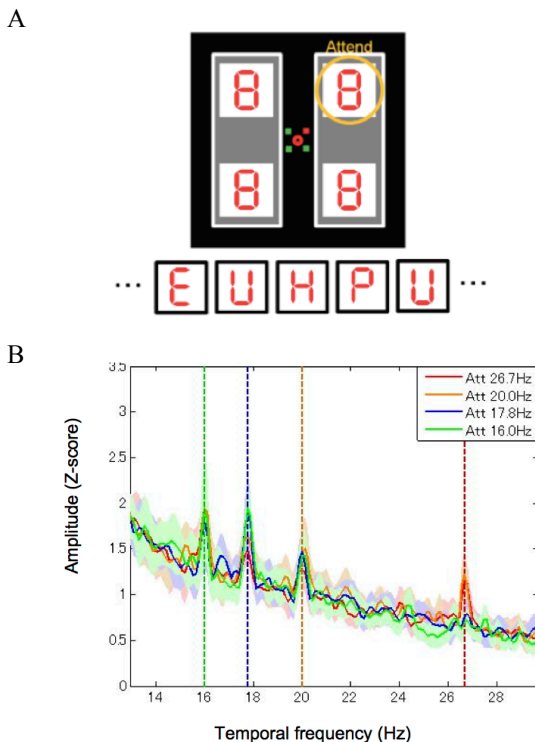 A
Attend
8 8
8 8
... E U H P U ...
B
3.5
3
2.5
2
1.5
1
0.5
0
Amplitude (Z-score)
Att 26.7Hz
Att 20.0Hz
Att 17.8Hz
Att 16.0Hz
14 16 18 20 22 24 26 28
Temporal frequency (Hz)